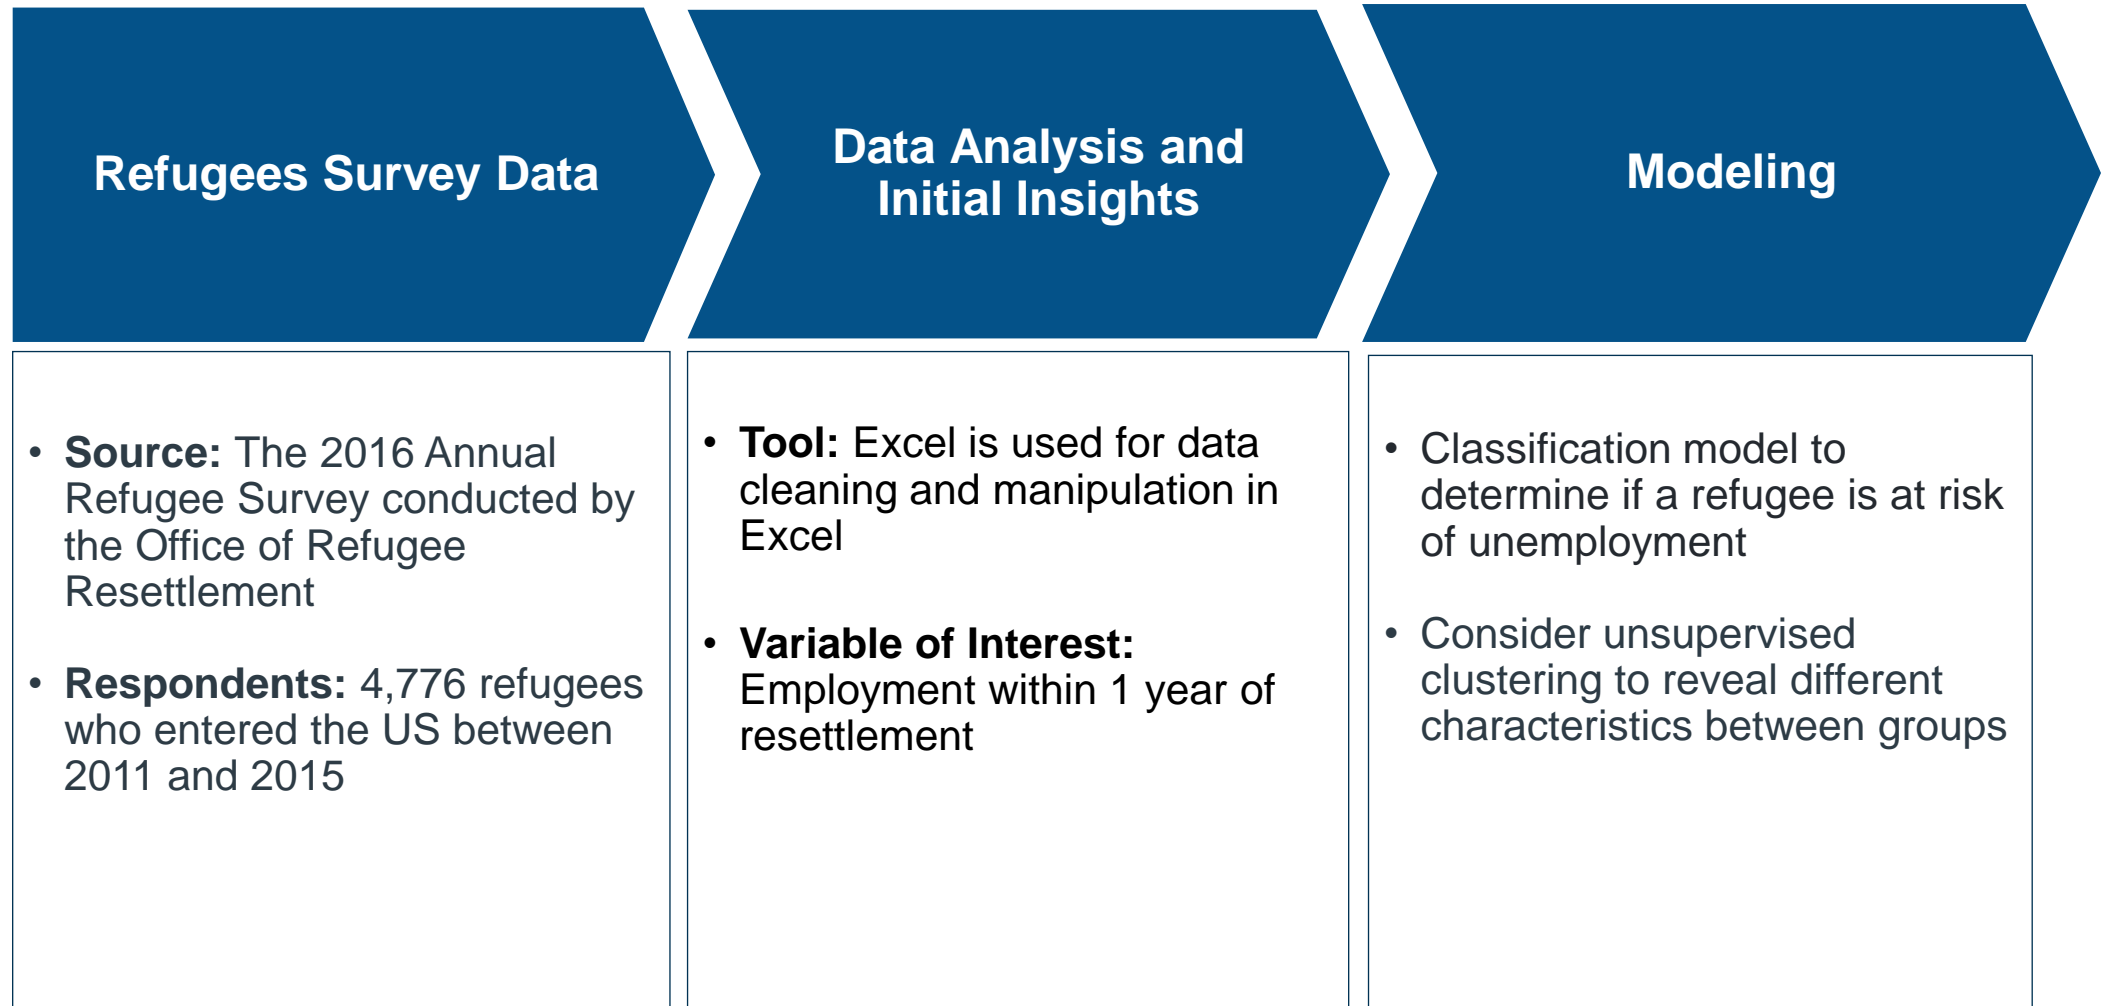 Refugees Survey Data
Data Analysis and
Initial Insights
Modeling
• Source: The 2016 Annual
Refugee Survey conducted by
the Office of Refugee
Resettlement
• Respondents: 4,776 refugees
who entered the US between
2011 and 2015
• Tool: Excel is used for data
cleaning and manipulation in
Excel
• Variable of Interest:
Employment within 1 year of
resettlement
• Classification model to
determine if a refugee is at risk
of unemployment
• Consider unsupervised
clustering to reveal different
characteristics between groups